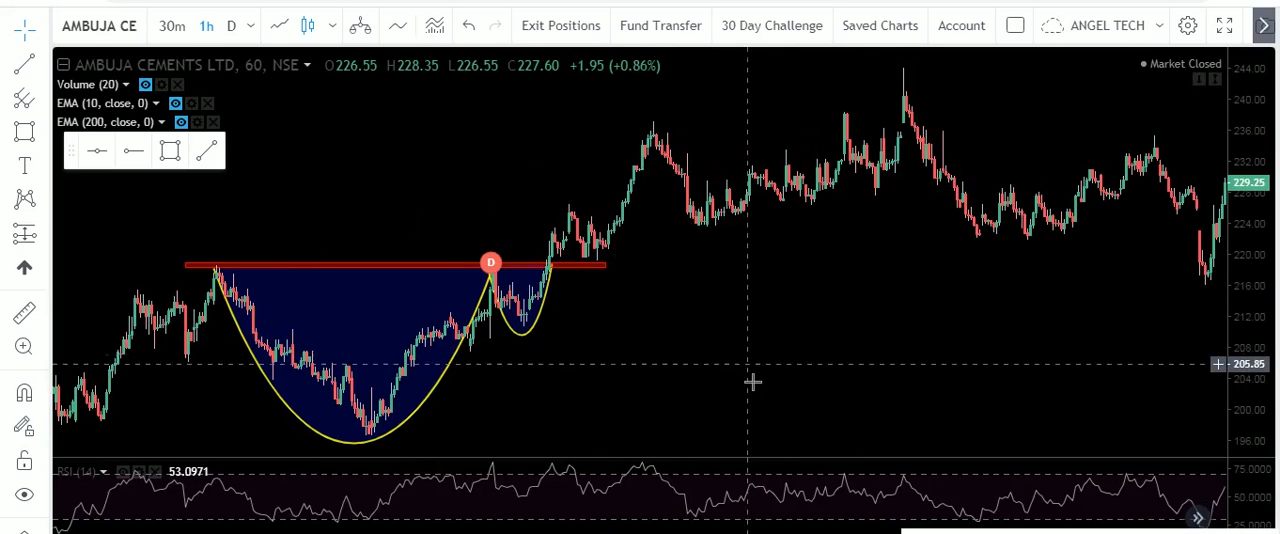 AMBUJA CE 30m 1h D Exit Positions Fund Transfer 30 Day Challenge Saved Charts Account ANGEL TECH
AMBUJA CEMENTS LTD, 60, NSE O226.55 H228.35 L226.55 C227.60 +1.95 (+0.86%) Market Closed
Volume (20)
EMA (10, close, 0)
EMA (200, close, 0)
T
D
244.00
240.00
236.00
232.00
229.25
228.00
224.00
220.00
216.00
212.00
208.00
205.85
204.00
200.00
196.00
RSI (14) 53.0971
75.0000
50.0000
25.0000